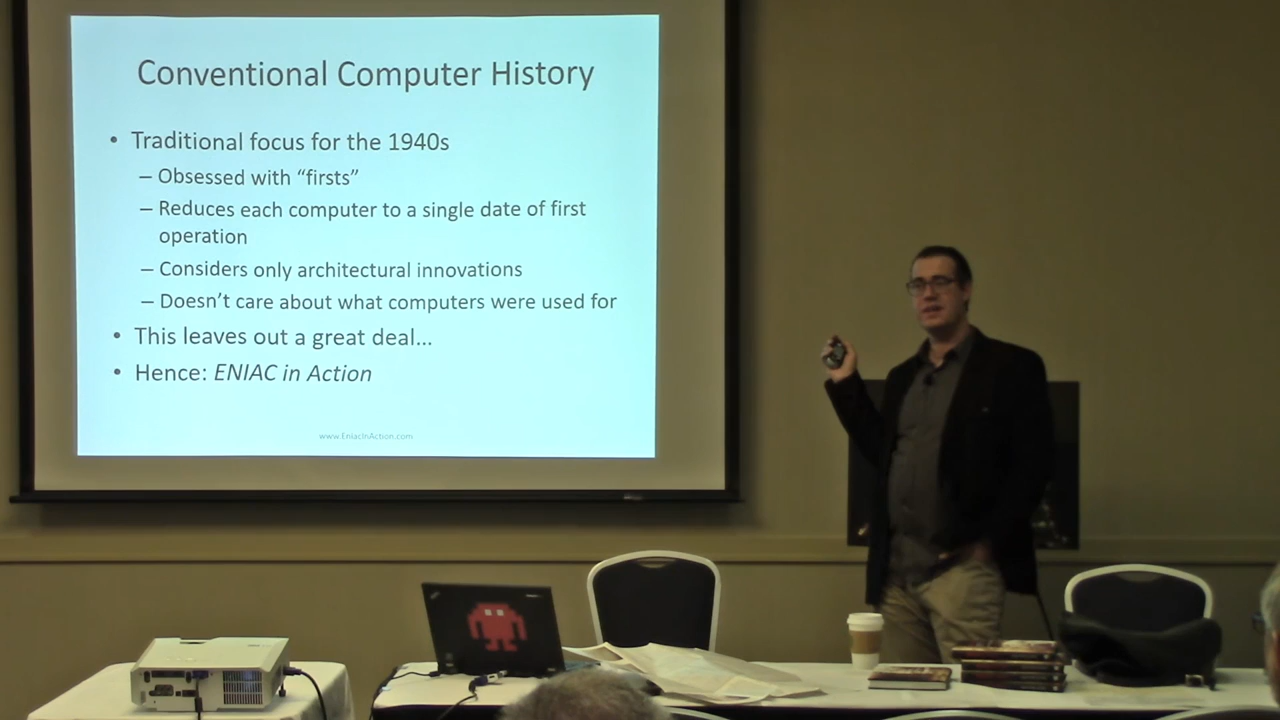 Conventional Computer History
• Traditional focus for the 1940s
– Obsessed with “firsts”
– Reduces each computer to a single date of first
operation
– Considers only architectural innovations
– Doesn’t care about what computers were used for
• This leaves out a great deal…
• Hence: ENIAC in Action
www.EniacInAction.com